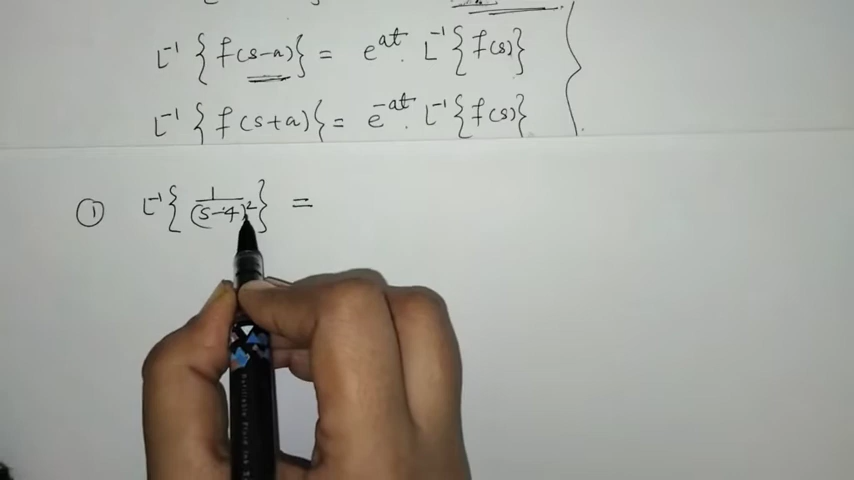 L⁻¹ { f(s-a)} = e^at . L⁻¹ { f(s)}
L⁻¹ { f(s+a)} = e^-at . L⁻¹ { f(s)}
① L⁻¹ { 1/(s-4)² } =